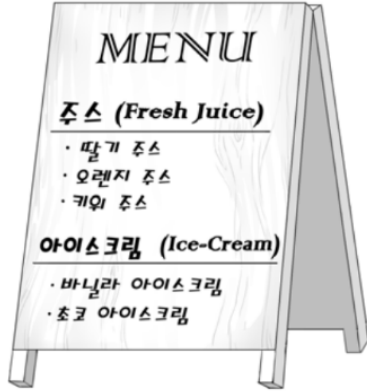 MENU
주스 (Fresh Juice)
· 딸기 주스
· 오렌지 주스
· 키위 주스
아이스크림 (Ice-Cream)
· 바닐라 아이스크림
· 초코 아이스크림